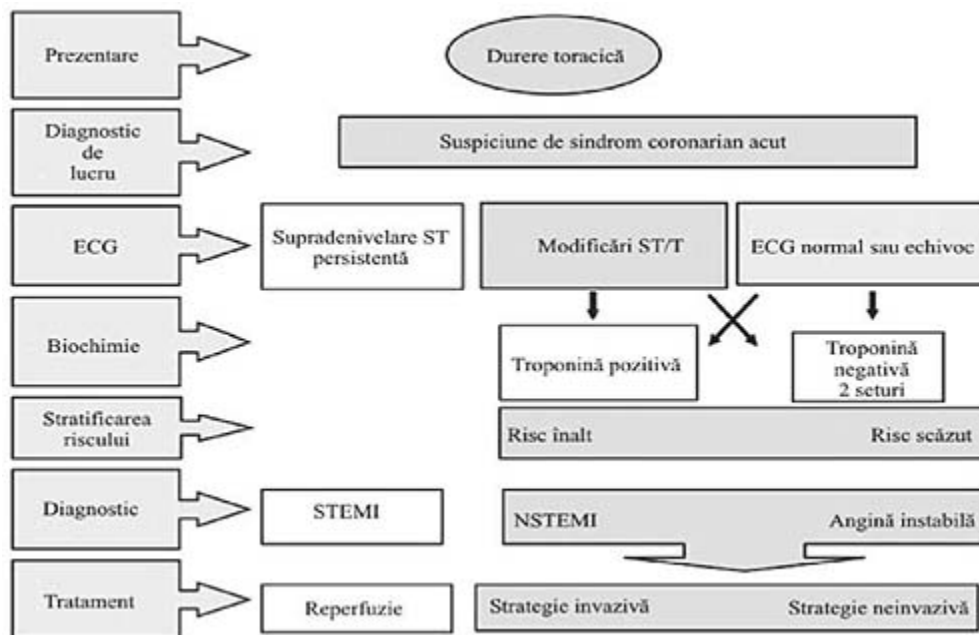 Prezentare
Durere toracică
Diagnostic
de
lucru
Suspiciune de sindrom coronarian acut
ECG
Supradenivelare ST
persistentă
Modificări ST/T
ECG normal sau echivoc
Biochimie
Troponină pozitivă
Troponină
negativă
2 seturi
Stratificarea
riscului
Risc înalt
Risc scăzut
Diagnostic
STEMI
NSTEMI
Angină instabilă
Tratament
Reperfuzie
Strategie invazivă
Strategie neinvazivă